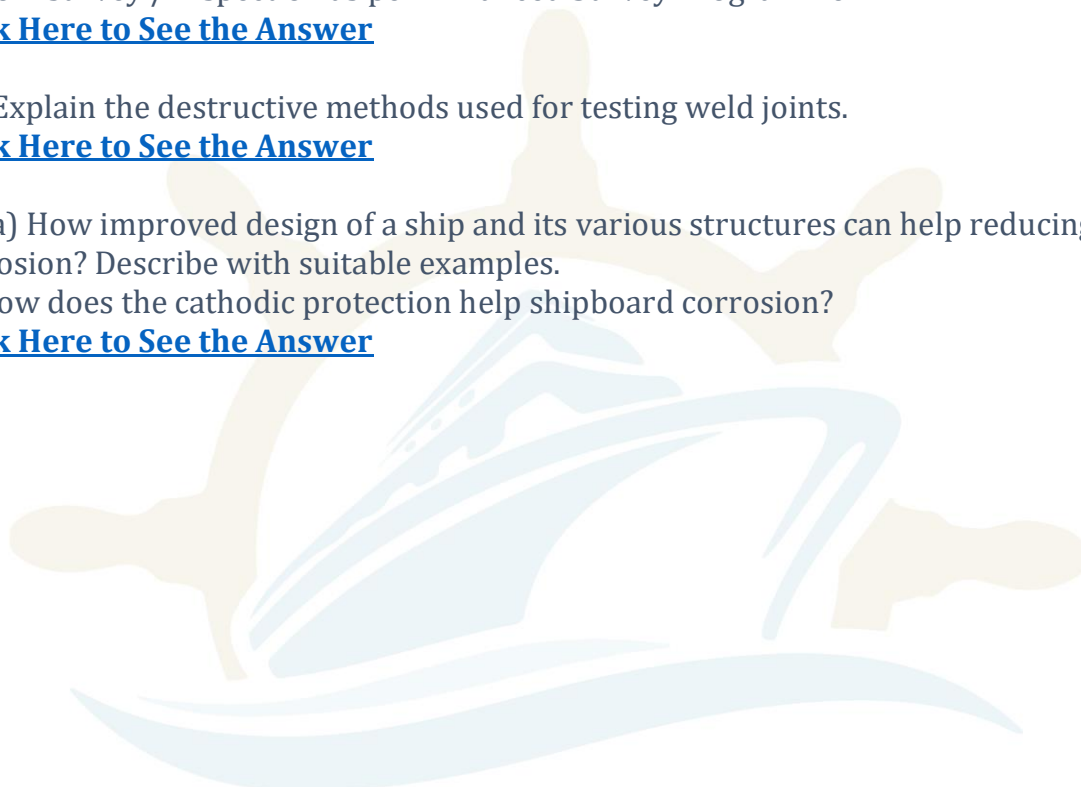 k Here to See the Answer
Explain the destructive methods used for testing weld joints.
k Here to See the Answer
a) How improved design of a ship and its various structures can help reducing
osion? Describe with suitable examples.
ow does the cathodic protection help shipboard corrosion?
k Here to See the Answer